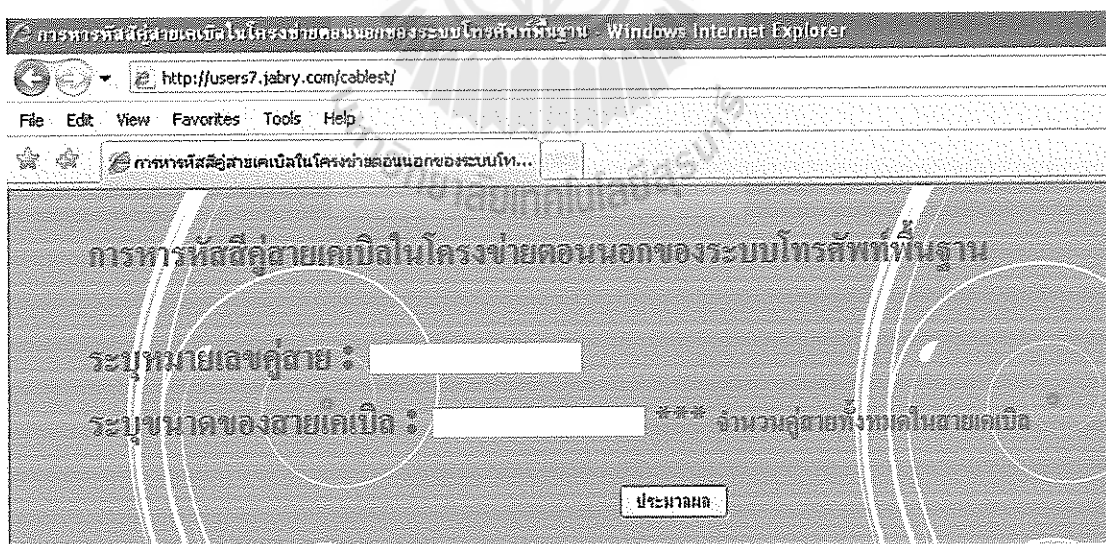 การหารหัสสีคู่สายเคเบิลในโครงข่ายตอนนอกของระบบโทรศัพท์พื้นฐาน - Windows Internet Explorer
http://users7.jabry.com/cablest/
File Edit View Favorites Tools Help
การหารหัสสีคู่สายเคเบิลในโครงข่ายตอนนอกของระบบโท...
การหารหัสสีคู่สายเคเบิลในโครงข่ายตอนนอกของระบบโทรศัพท์พื้นฐาน
ระบุหมายเลขคู่สาย :
ระบุขนาดของสายเคเบิล : *** จำนวนคู่สายทั้งหมดในสายเคเบิล
ประมวลผล